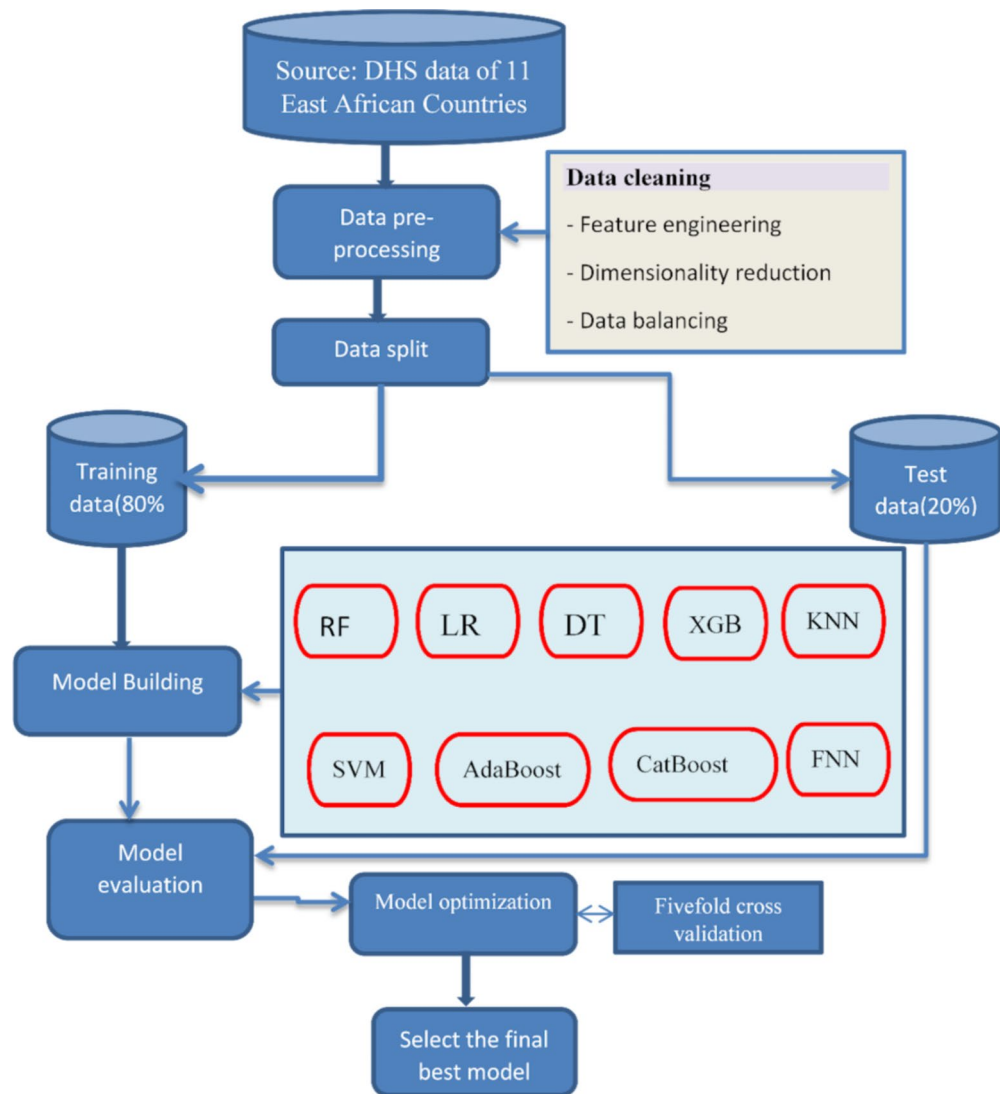 Source: DHS data of 11
East African Countries
Data cleaning
- Feature engineering
- Dimensionality reduction
- Data balancing
Data pre-
processing
Data split
Training
data(80%
Test
data(20%)
RF
LR
DT
XGB
KNN
Model Building
SVM
AdaBoost
CatBoost
FNN
Model
evaluation
Model optimization
Fivefold cross
validation
Select the final
best model